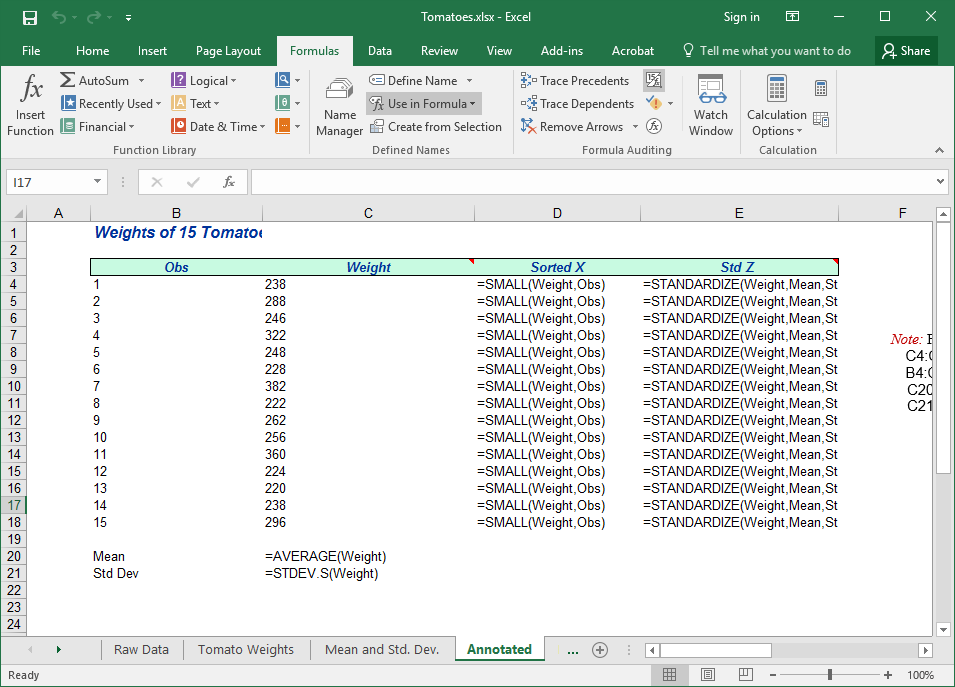 Tomatoes.xlsx - Excel
Sign in
File Home Insert Page Layout Formulas Data Review View Add-ins Acrobat Tell me what you want to do Share
fx Insert Function
Σ AutoSum
Recently Used
Financial
Logical
Text
Date & Time
Function Library
Name Manager
Define Name
Use in Formula
Create from Selection
Defined Names
Trace Precedents
Trace Dependents
Remove Arrows
Formula Auditing
Watch Window
Calculation Options
Calculation
I17 fx
A B C D E F
1 Weights of 15 Tomatoe
2
3 Obs Weight Sorted X Std Z
4 1 238 =SMALL(Weight,Obs) =STANDARDIZE(Weight,Mean,St
5 2 288 =SMALL(Weight,Obs) =STANDARDIZE(Weight,Mean,St
6 3 246 =SMALL(Weight,Obs) =STANDARDIZE(Weight,Mean,St
7 4 322 =SMALL(Weight,Obs) =STANDARDIZE(Weight,Mean,St Note:
8 5 248 =SMALL(Weight,Obs) =STANDARDIZE(Weight,Mean,St C4:
9 6 228 =SMALL(Weight,Obs) =STANDARDIZE(Weight,Mean,St B4:
10 7 382 =SMALL(Weight,Obs) =STANDARDIZE(Weight,Mean,St C20
11 8 222 =SMALL(Weight,Obs) =STANDARDIZE(Weight,Mean,St C21
12 9 262 =SMALL(Weight,Obs) =STANDARDIZE(Weight,Mean,St
13 10 256 =SMALL(Weight,Obs) =STANDARDIZE(Weight,Mean,St
14 11 360 =SMALL(Weight,Obs) =STANDARDIZE(Weight,Mean,St
15 12 224 =SMALL(Weight,Obs) =STANDARDIZE(Weight,Mean,St
16 13 220 =SMALL(Weight,Obs) =STANDARDIZE(Weight,Mean,St
17 14 238 =SMALL(Weight,Obs) =STANDARDIZE(Weight,Mean,St
18 15 296 =SMALL(Weight,Obs) =STANDARDIZE(Weight,Mean,St
19
20 Mean =AVERAGE(Weight)
21 Std Dev =STDEV.S(Weight)
22
23
24
Raw Data Tomato Weights Mean and Std. Dev. Annotated ...
Ready 100%